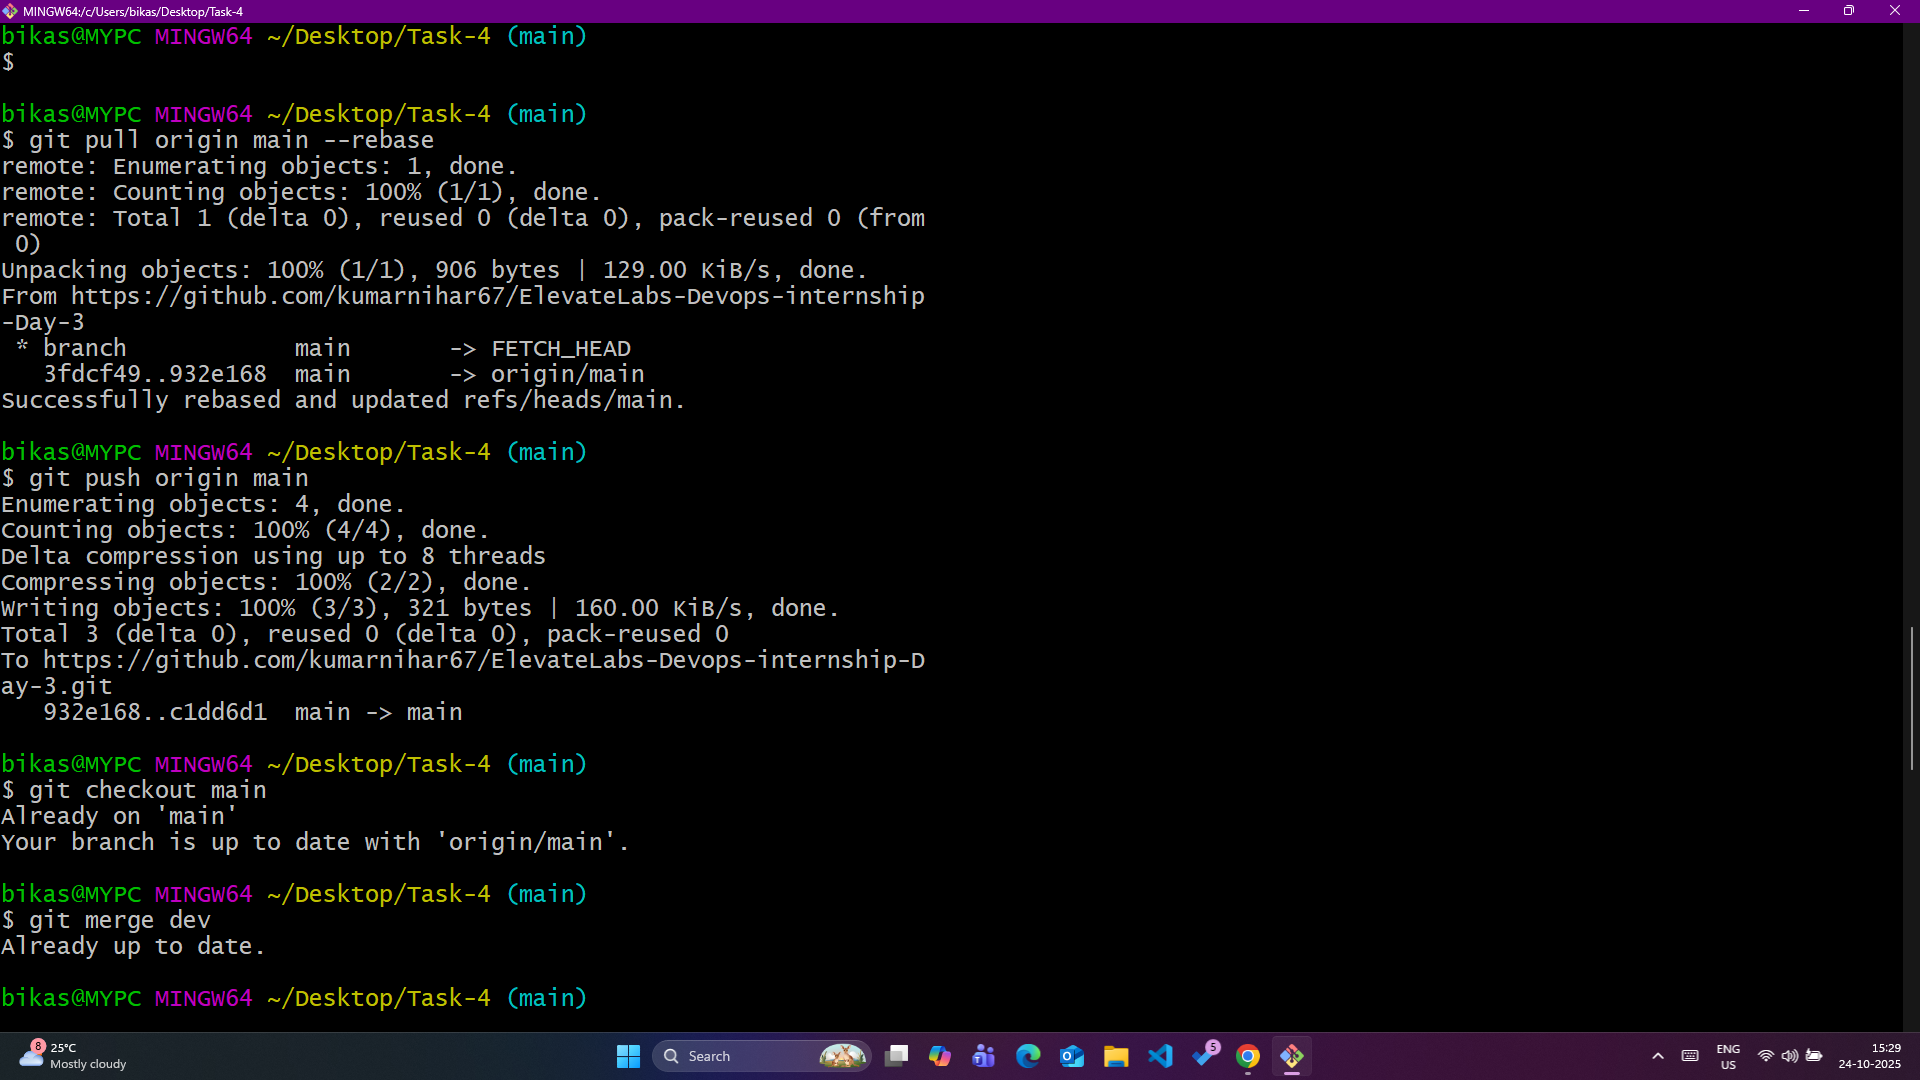 MINGW64:/c/Users/bikas/Desktop/Task-4
bikas@MYPC MINGW64 ~/Desktop/Task-4 (main)
$
bikas@MYPC MINGW64 ~/Desktop/Task-4 (main)
$ git pull origin main --rebase
remote: Enumerating objects: 1, done.
remote: Counting objects: 100% (1/1), done.
remote: Total 1 (delta 0), reused 0 (delta 0), pack-reused 0 (from
 0)
Unpacking objects: 100% (1/1), 906 bytes | 129.00 KiB/s, done.
From https://github.com/kumarnihar67/ElevateLabs-Devops-internship
-Day-3
 * branch            main       -> FETCH_HEAD
   3fdcf49..932e168  main       -> origin/main
Successfully rebased and updated refs/heads/main.
bikas@MYPC MINGW64 ~/Desktop/Task-4 (main)
$ git push origin main
Enumerating objects: 4, done.
Counting objects: 100% (4/4), done.
Delta compression using up to 8 threads
Compressing objects: 100% (2/2), done.
Writing objects: 100% (3/3), 321 bytes | 160.00 KiB/s, done.
Total 3 (delta 0), reused 0 (delta 0), pack-reused 0
To https://github.com/kumarnihar67/ElevateLabs-Devops-internship-D
ay-3.git
   932e168..c1dd6d1  main -> main
bikas@MYPC MINGW64 ~/Desktop/Task-4 (main)
$ git checkout main
Already on 'main'
Your branch is up to date with 'origin/main'.
bikas@MYPC MINGW64 ~/Desktop/Task-4 (main)
$ git merge dev
Already up to date.
bikas@MYPC MINGW64 ~/Desktop/Task-4 (main)
8
25°C
Mostly cloudy
Search
5
ENG
US
15:29
24-10-2025